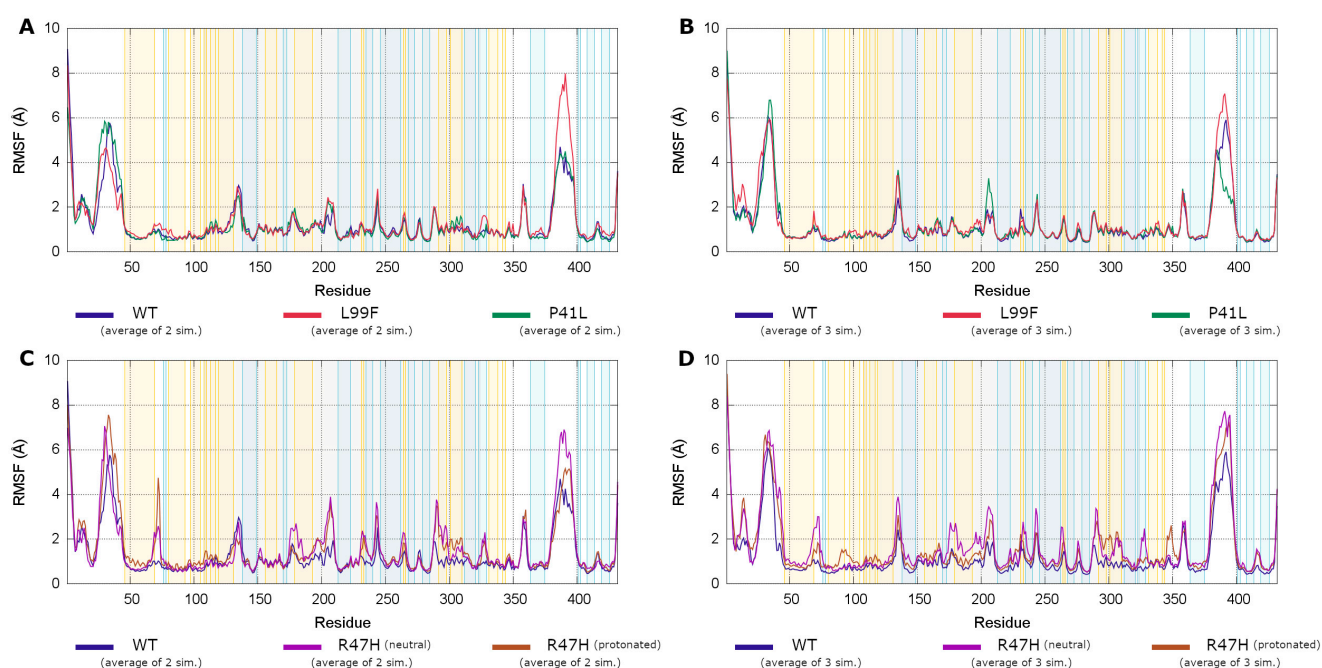 A
B
10
8
6
4
2
0
RMSF (Å)
50 100 150 200 250 300 350 400
Residue
WT L99F P41L
(average of 2 sim.) (average of 2 sim.) (average of 2 sim.)
10
8
6
4
2
0
RMSF (Å)
50 100 150 200 250 300 350 400
Residue
WT L99F P41L
(average of 3 sim.) (average of 3 sim.) (average of 3 sim.)
C
D
10
8
6
4
2
0
RMSF (Å)
50 100 150 200 250 300 350 400
Residue
WT R47H (neutral) R47H (protonated)
(average of 2 sim.) (average of 2 sim.) (average of 2 sim.)
10
8
6
4
2
0
RMSF (Å)
50 100 150 200 250 300 350 400
Residue
WT R47H (neutral) R47H (protonated)
(average of 3 sim.) (average of 3 sim.) (average of 3 sim.)